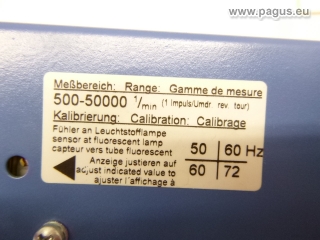 www.pagus.eu
Meßbereich: Range: Gamme de mesure
500-50000 1/min (1 Impuls/Umdr. rev. tour)
Kalibrierung: Calibration: Calibrage
Fühler an Leuchtstofflampe
sensor at fluorescent lamp
capteur vers tube fluorescent
50 60 Hz
Anzeige justieren auf
adjust indicated value to
ajuster l'affichage à
60 72